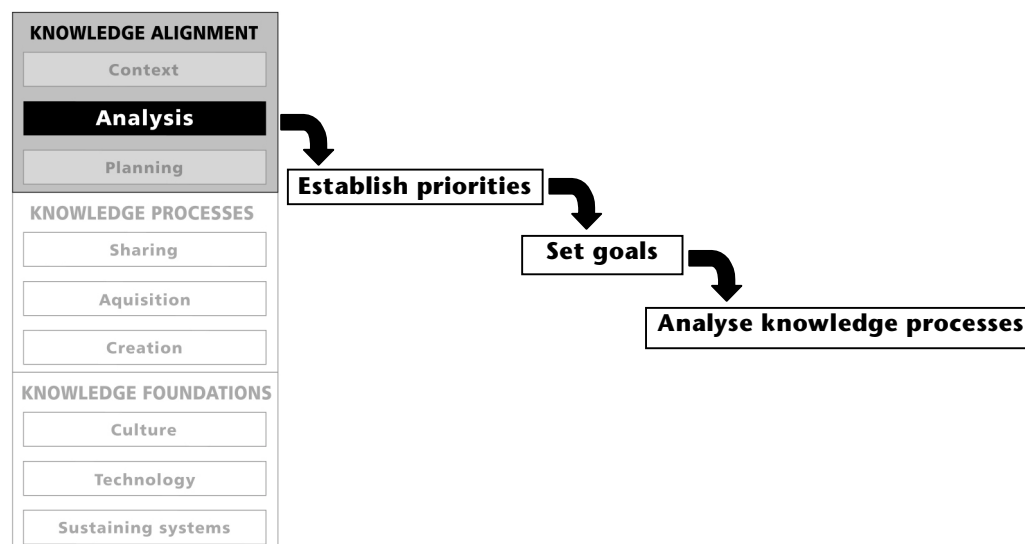 KNOWLEDGE ALIGNMENT
Context
Analysis
Planning
KNOWLEDGE PROCESSES
Sharing
Aquisition
Creation
KNOWLEDGE FOUNDATIONS
Culture
Technology
Sustaining systems
Establish priorities
Set goals
Analyse knowledge processes